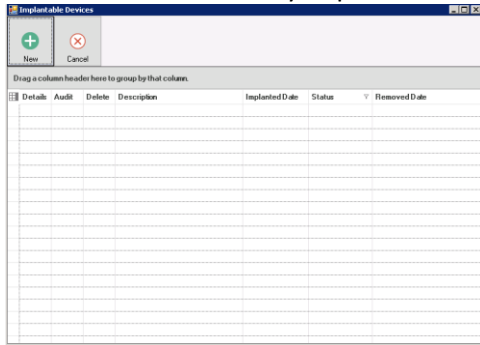 Implantable Devices
New Cancel
Drag a column header here to group by that column.
Details Audit Delete Description Implanted Date Status Removed Date